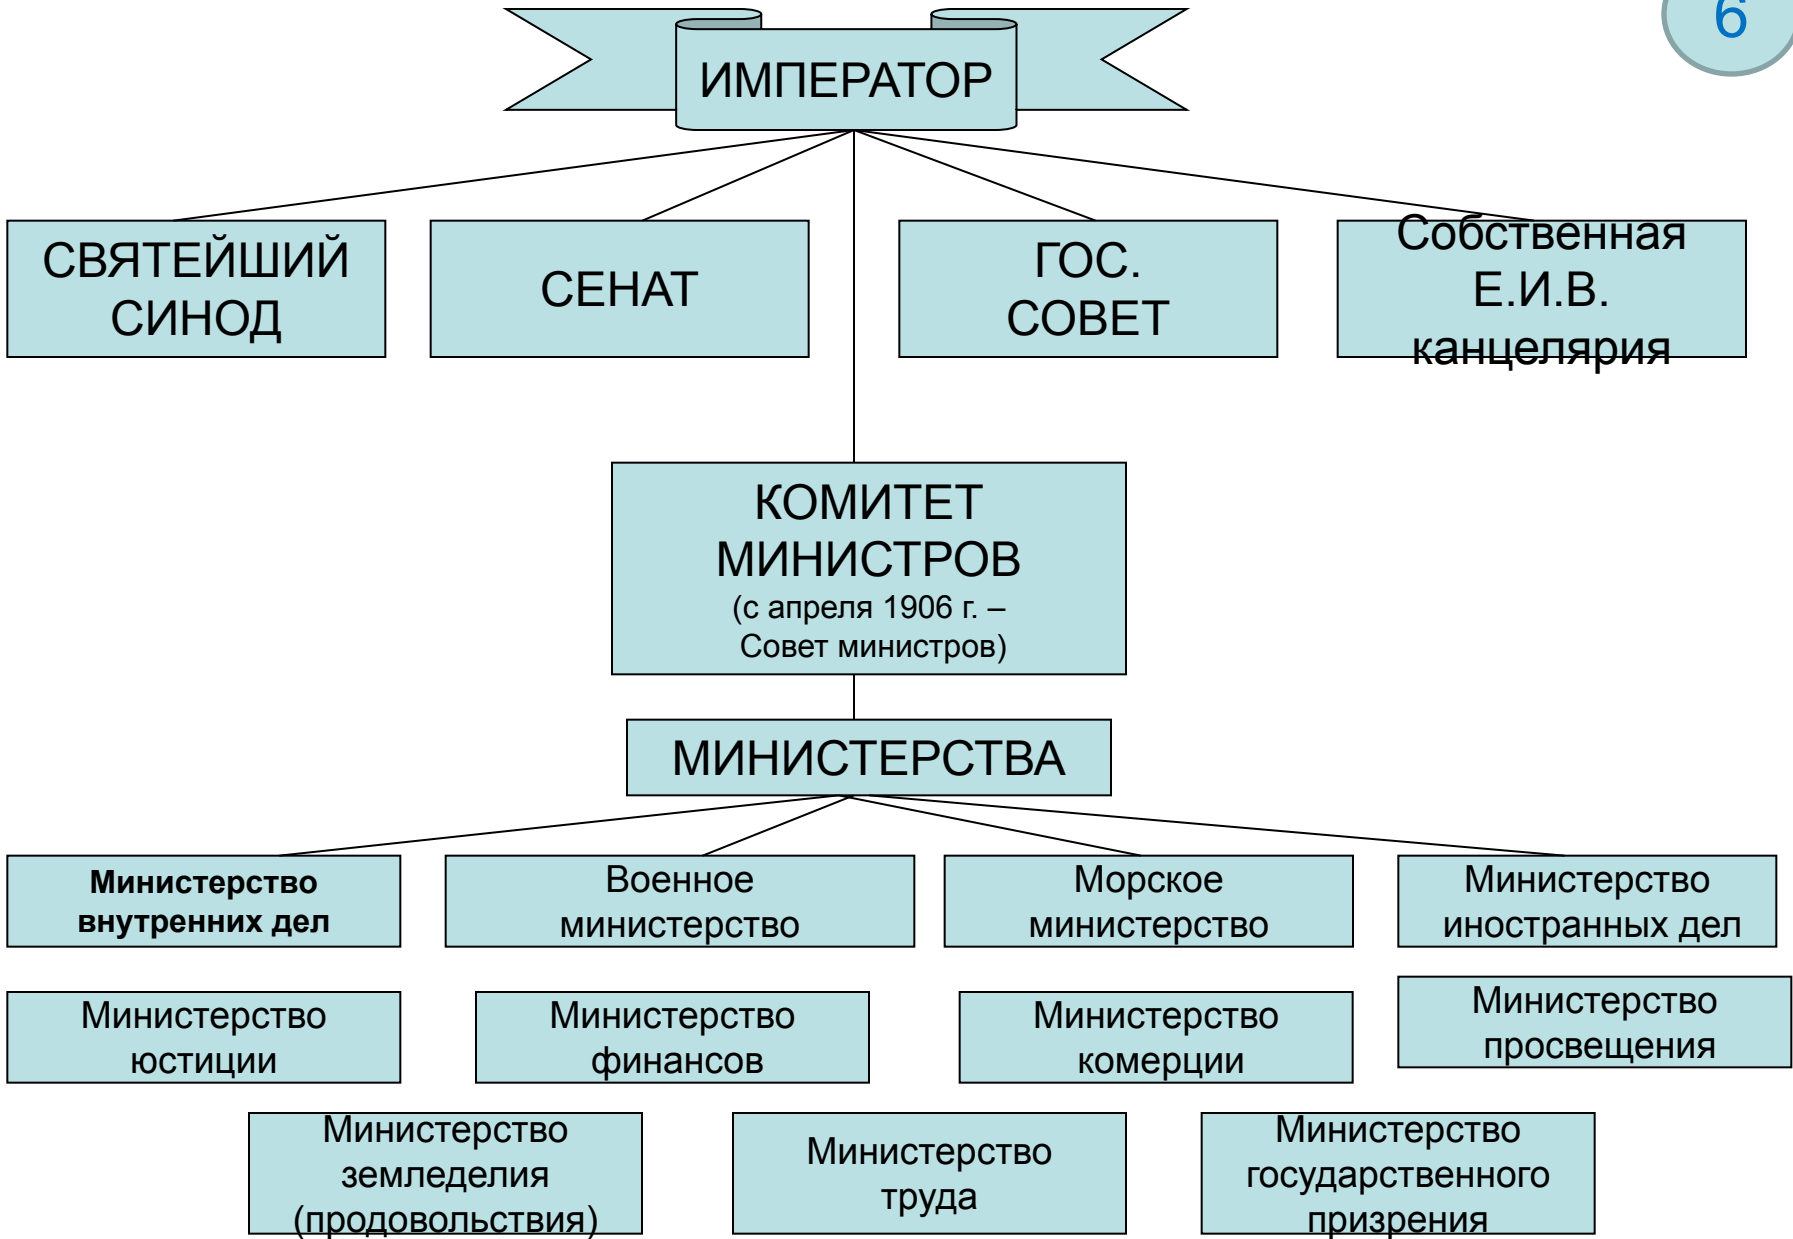 6
ИМПЕРАТОР
СВЯТЕЙШИЙ
СИНОД
СЕНАТ
ГОС.
СОВЕТ
Собственная
Е.И.В.
канцелярия
КОМИТЕТ
МИНИСТРОВ
(с апреля 1906 г. –
Совет министров)
МИНИСТЕРСТВА
Министерство
внутренних дел
Военное
министерство
Морское
министерство
Министерство
иностранных дел
Министерство
юстиции
Министерство
финансов
Министерство
комерции
Министерство
просвещения
Министерство
земледелия
(продовольствия)
Министерство
труда
Министерство
государственного
призрения